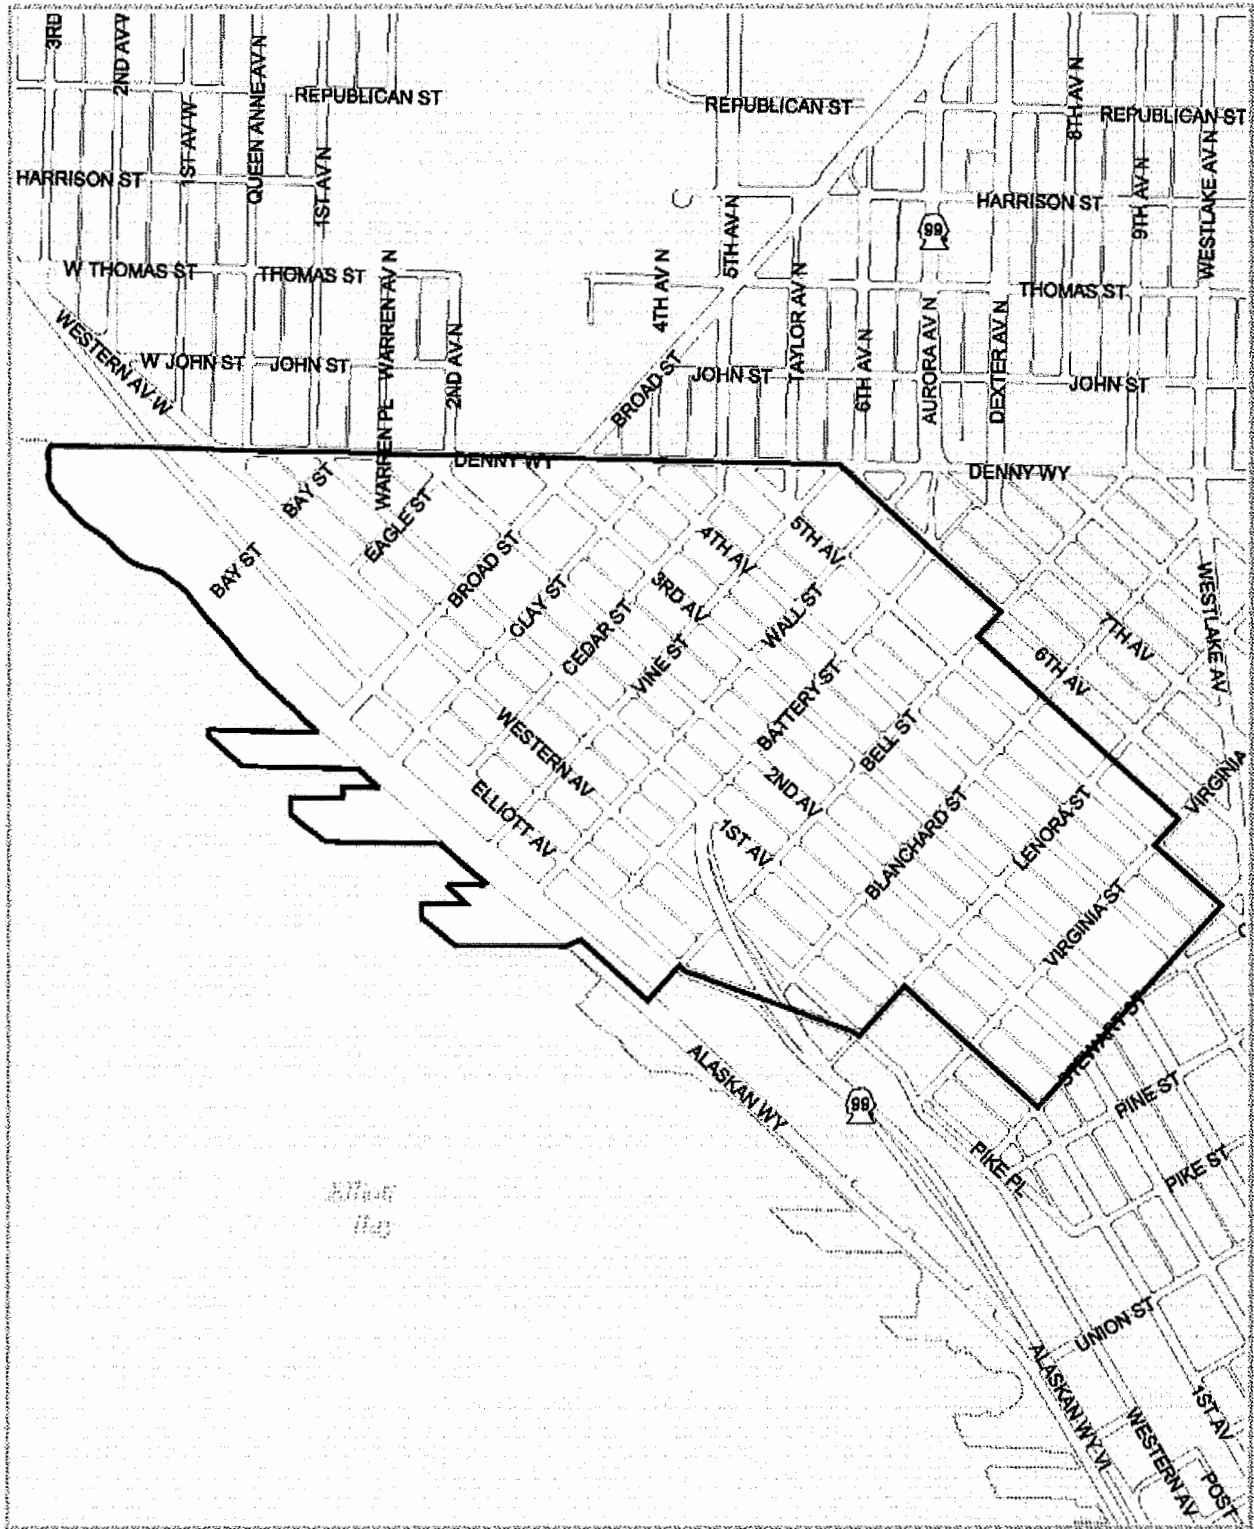 3RD
2ND AV
1ST AV W
QUEEN ANNE AV N
1ST AV N
REPUBLICAN ST
REPUBLICAN ST
8TH AV N
REPUBLICAN ST
HARRISON ST
5TH AV N
HARRISON ST
99
9TH AV N
WESTLAKE AV N
W THOMAS ST
THOMAS ST
WARREN AV N
4TH AV N
TAYLOR AV N
THOMAS ST
WESTERN AV W
W JOHN ST
JOHN ST
WARREN PL
2ND AV N
BROAD ST
JOHN ST
6TH AV N
AURORA AV N
DEXTER AV N
JOHN ST
DENNY WY
DENNY WY
BAY ST
EAGLE ST
BAY ST
BROAD ST
CLAY ST
CEDAR ST
3RD AV
4TH AV
5TH AV
VINE ST
WALL ST
WESTLAKE AV
7TH AV
6TH AV
WESTERN AV
BATTERY ST
BELL ST
ELLIOTT AV
2ND AV
1ST AV
BLANCHARD ST
LENORA ST
VIRGINIA
VIRGINIA ST
STEWART ST
ALASKAN WY
99
PINE ST
PIKE PL
PIKE ST
Elliott
Bay
UNION ST
ALASKAN WY VI
1ST AV
WESTERN AV
POST